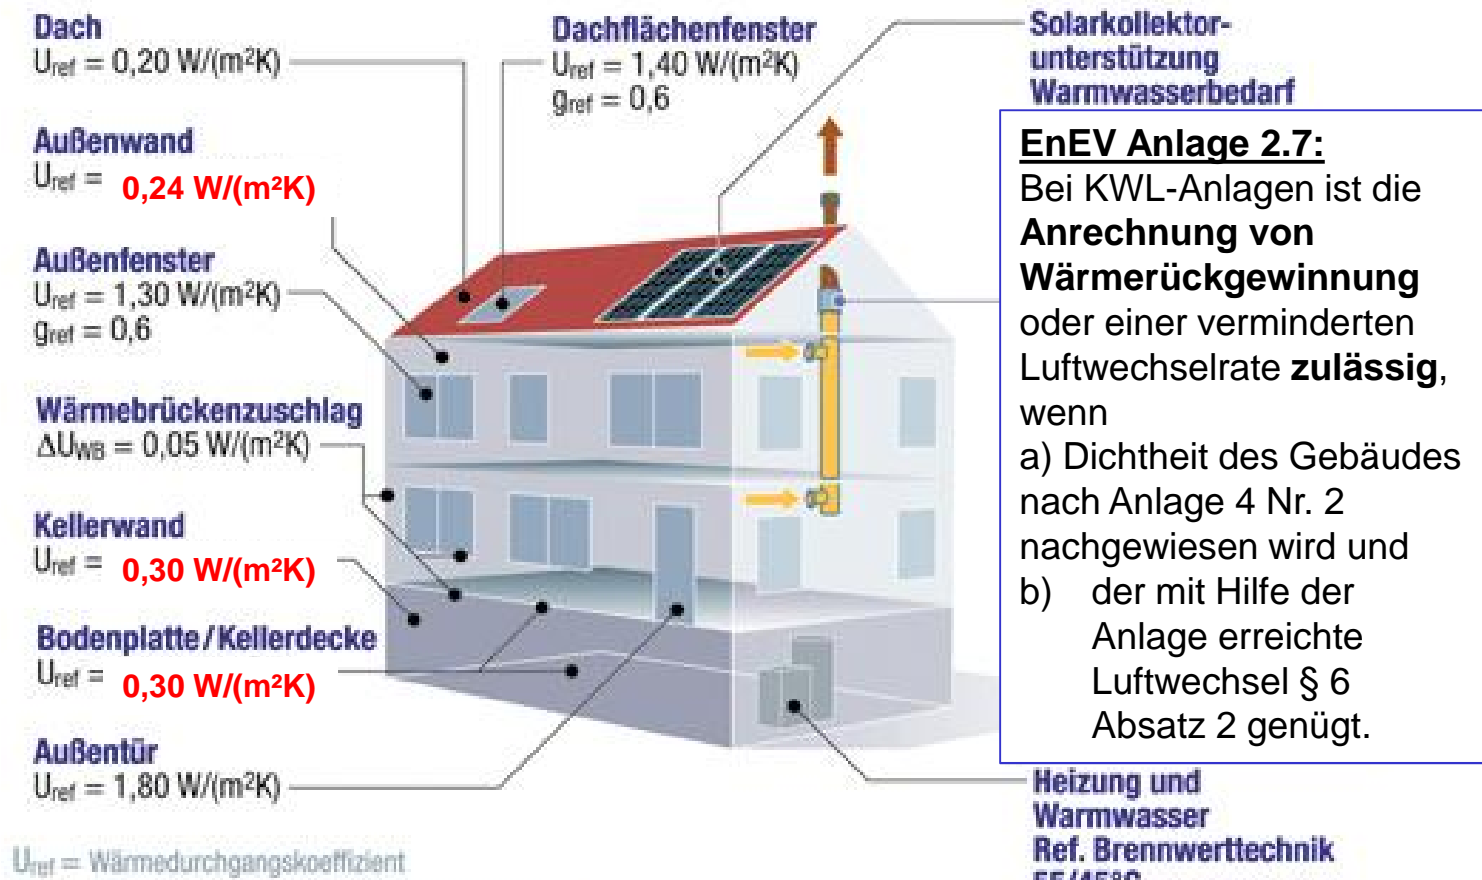 Dach
Uref = 0,20 W/(m²K)
Außenwand
Uref = 0,24 W/(m²K)
Außenfenster
Uref = 1,30 W/(m²K)
gref = 0,6
Wärmebrückenzuschlag
ΔUWB = 0,05 W/(m²K)
Kellerwand
Uref = 0,30 W/(m²K)
Bodenplatte/Kellerdecke
Uref = 0,30 W/(m²K)
Außentür
Uref = 1,80 W/(m²K)
Uref = Wärmedurchgangskoeffizient
Dachflächenfenster
Uref = 1,40 W/(m²K)
gref = 0,6
Solarkollektor-
unterstützung
Warmwasserbedarf
EnEV Anlage 2.7:
Bei KWL-Anlagen ist die
Anrechnung von
Wärmerückgewinnung
oder einer verminderten
Luftwechselrate zulässig,
wenn
a) Dichtheit des Gebäudes
nach Anlage 4 Nr. 2
nachgewiesen wird und
b) der mit Hilfe der
Anlage erreichte
Luftwechsel § 6
Absatz 2 genügt.
Heizung und
Warmwasser
Ref. Brennwerttechnik
55/45°C